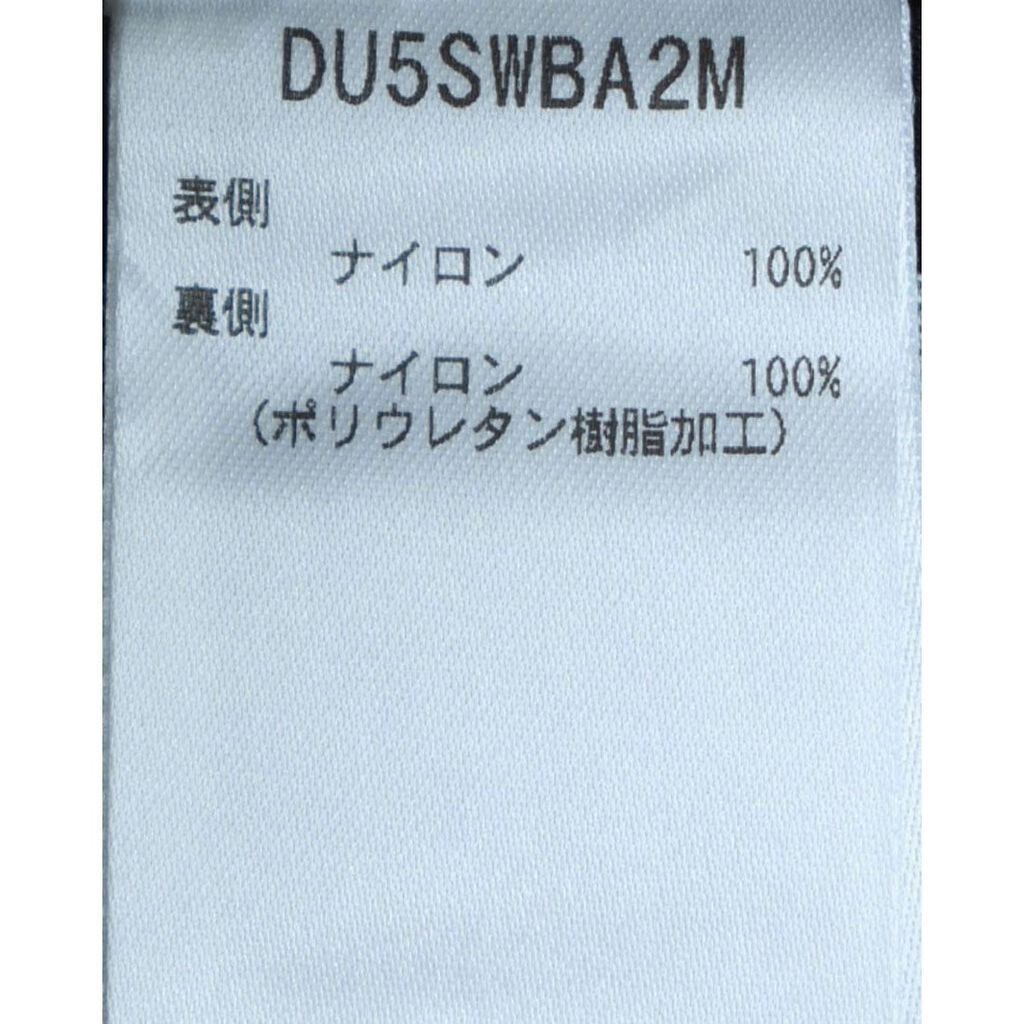 DU5SWBA2M
表側
ナイロン 100%
裏側
ナイロン 100%
(ポリウレタン樹脂加工)